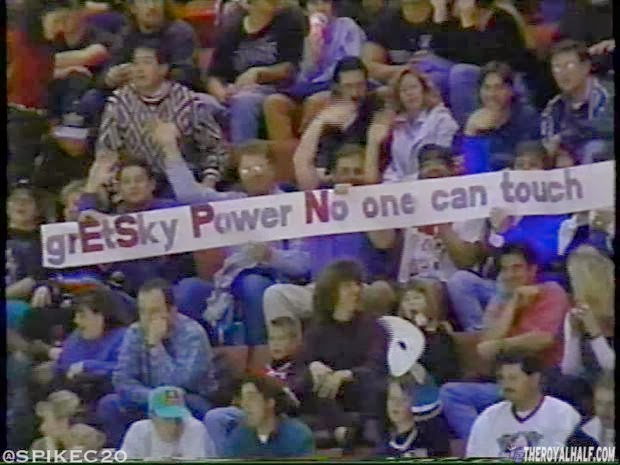 grEtSky Power No one can touch
@SPIKEC20
THEROYALHALF.COM